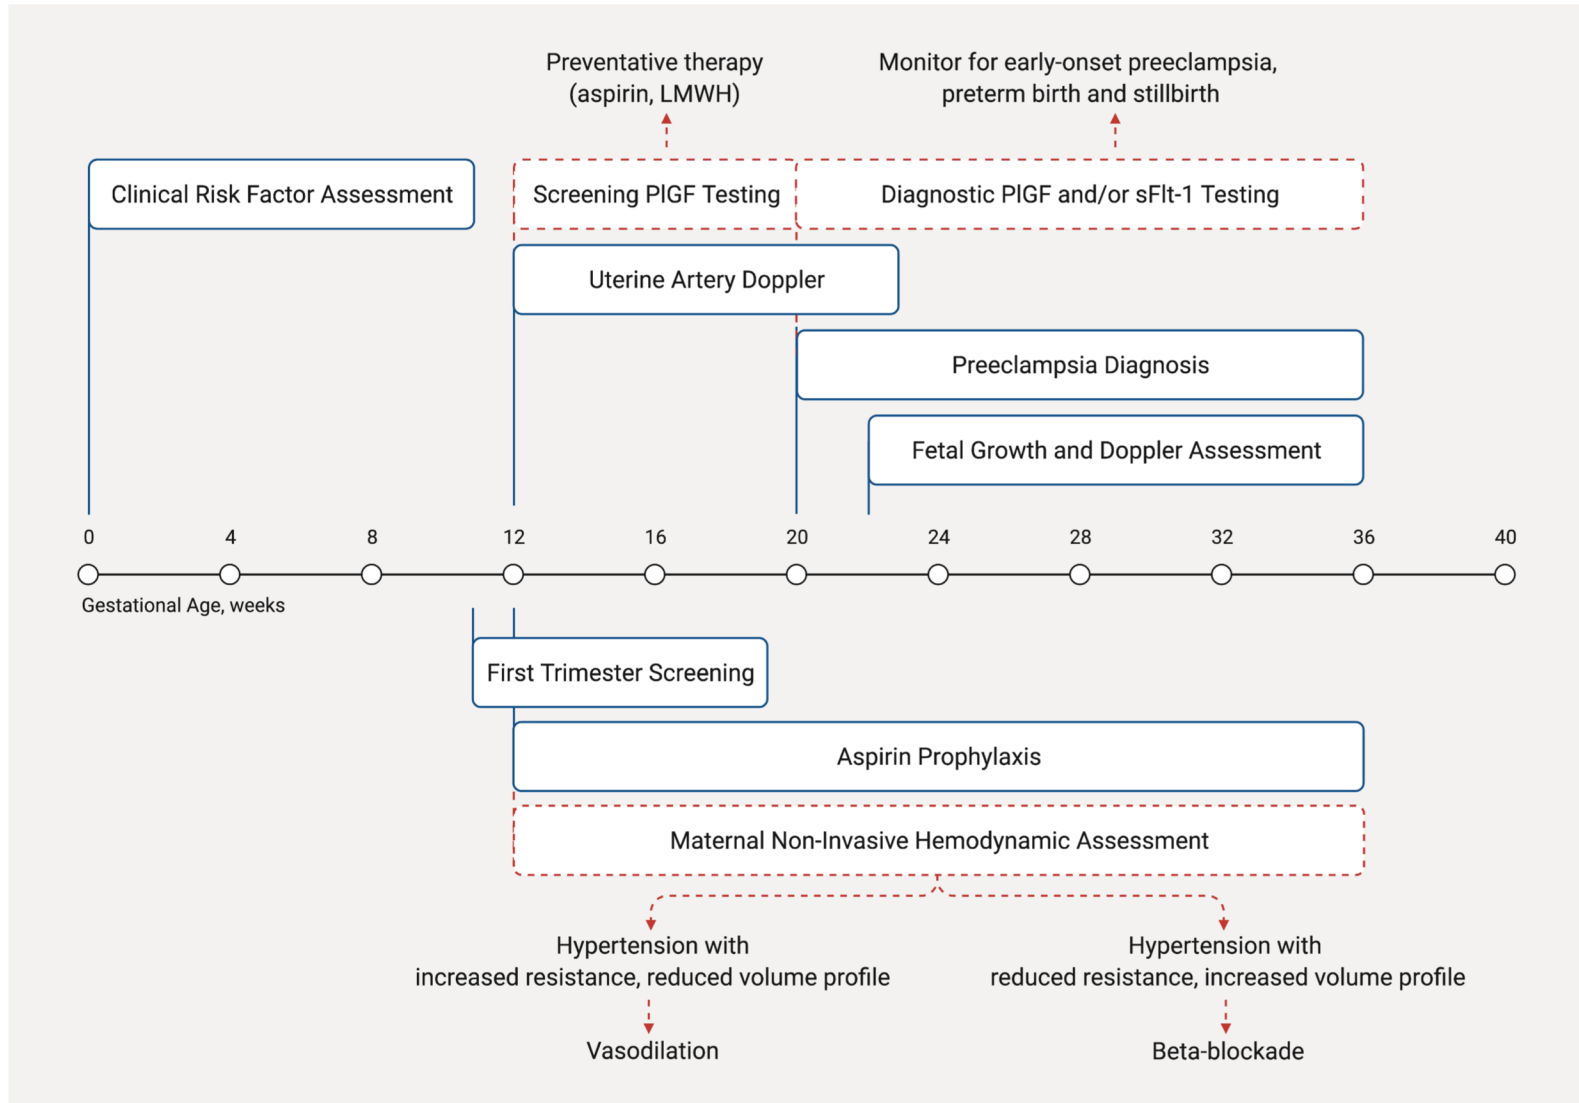 Preventative therapy
(aspirin, LMWH)
Monitor for early-onset preeclampsia,
preterm birth and stillbirth
Clinical Risk Factor Assessment
Screening PlGF Testing
Diagnostic PlGF and/or sFlt-1 Testing
Uterine Artery Doppler
Preeclampsia Diagnosis
Fetal Growth and Doppler Assessment
0 4 8 12 16 20 24 28 32 36 40
Gestational Age, weeks
First Trimester Screening
Aspirin Prophylaxis
Maternal Non-Invasive Hemodynamic Assessment
Hypertension with
increased resistance, reduced volume profile
Vasodilation
Hypertension with
reduced resistance, increased volume profile
Beta-blockade